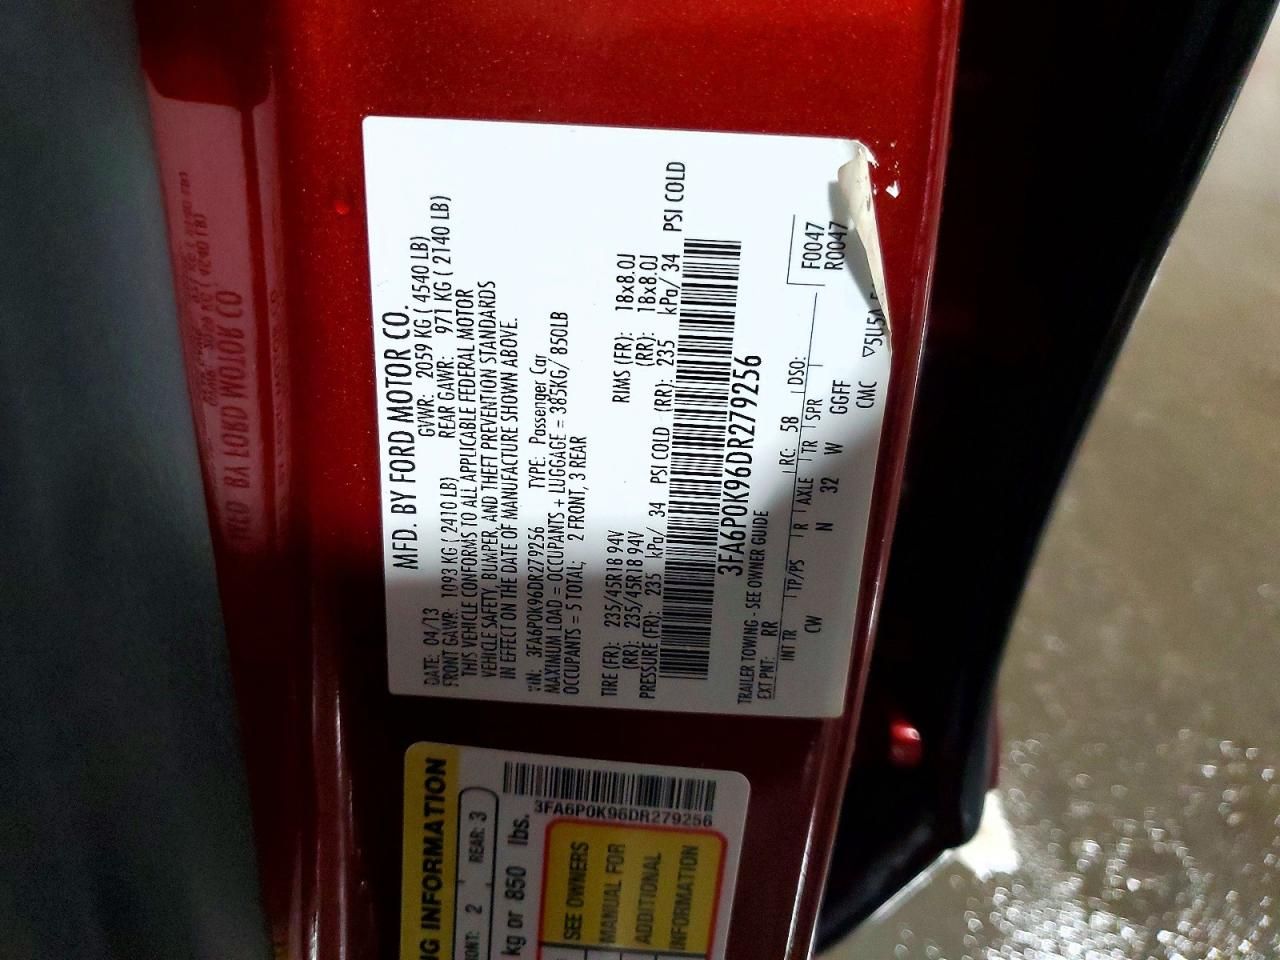 MFD. BY FORD MOTOR CO.
DATE: 04/13 GVWR: 2059 KG ( 4540 LB)
FRONT GAWR: 1093 KG ( 2410 LB) REAR GAWR: 971 KG ( 2140 LB)
THIS VEHICLE CONFORMS TO ALL APPLICABLE FEDERAL MOTOR
VEHICLE SAFETY, BUMPER, AND THEFT PREVENTION STANDARDS
IN EFFECT ON THE DATE OF MANUFACTURE SHOWN ABOVE.
VIN: 3FA6P0K96DR279256 TYPE: Passenger Car
MAXIMUM LOAD = OCCUPANTS + LUGGAGE = 385KG/ 850LB
OCCUPANTS = 5 TOTAL; 2 FRONT, 3 REAR
TIRE (FR): 235/45R18 94V RIMS (FR): 18x8.0J
(RR): 235/45R18 94V (RR): 18x8.0J
PRESSURE (FR): 235 kPa/ 34 PSI COLD (RR): 235 kPa/ 34 PSI COLD
3FA6P0K96DR279256
TRAILER TOWING - SEE OWNER GUIDE
EXT PNT: RR RC: 58 DSO: F0047
R0047
INT TR TP/PS R AXLE TR SPR
CW N 32 W GGFF
CMC ▽5U5A
NG INFORMATION
RONT: 2 REAR: 3
kg or 850 lbs.
3FA6P0K96DR279256
SEE OWNERS
MANUAL FOR
ADDITIONAL
INFORMATION